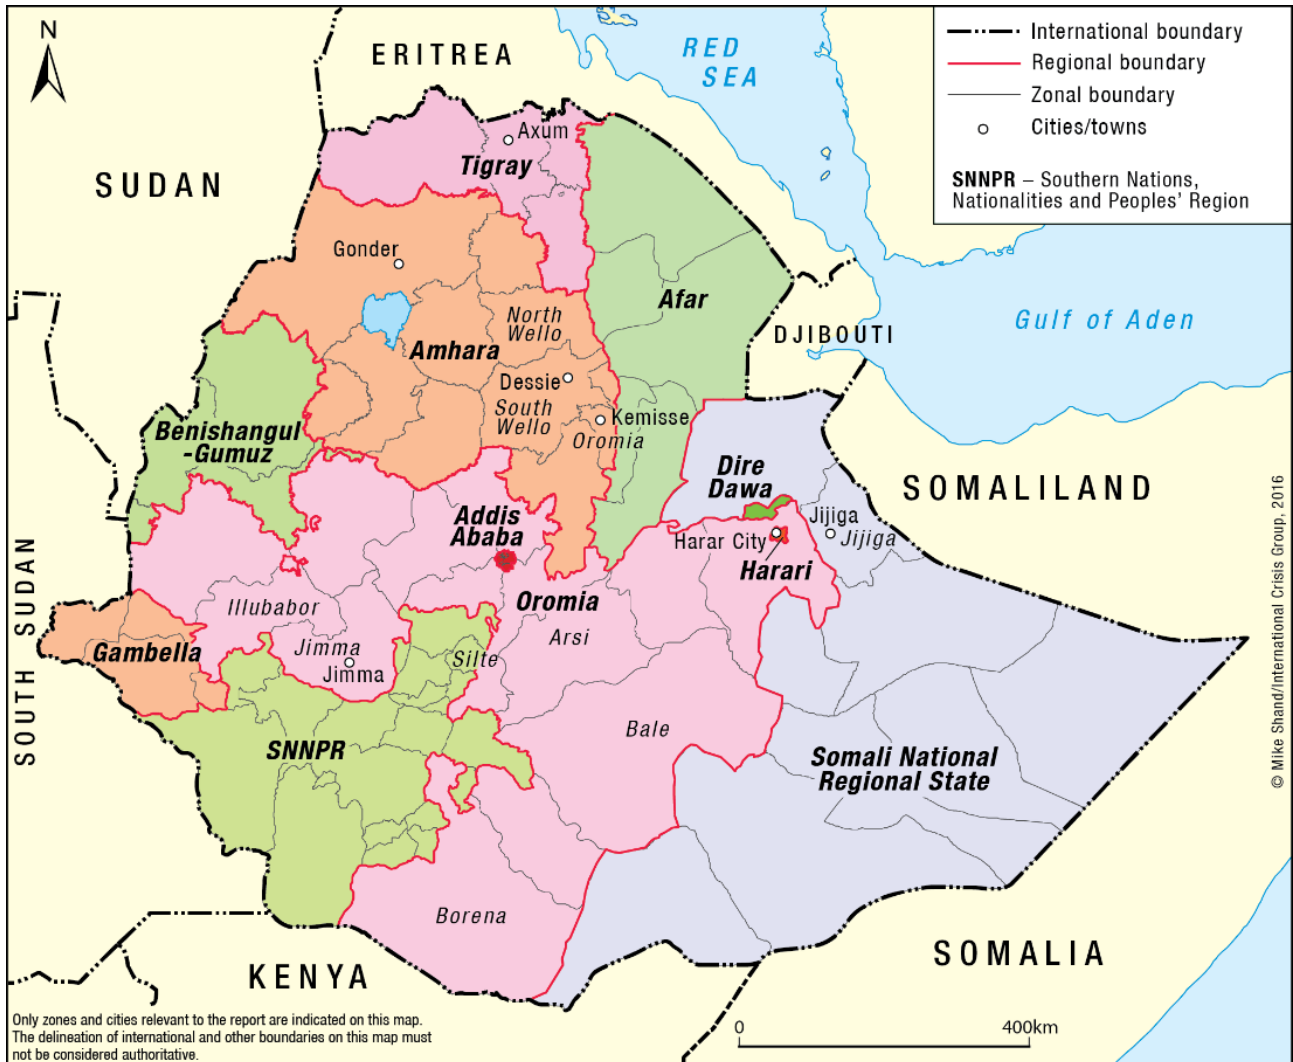 N
ERITREA
RED
SEA
International boundary
Regional boundary
Zonal boundary
Cities/towns
SNNPR – Southern Nations,
Nationalities and Peoples' Region
SUDAN
Axum
Tigray
Gonder
Afar
North
Wello
DJIBOUTI
Gulf of Aden
Amhara
Dessie
South
Wello
Kemisse
Oromia
Benishangul
-Gumuz
Dire
Dawa
SOMALILAND
Addis
Ababa
Jijiga
Jijiga
Harar City
Harari
SOUTH SUDAN
Illubabor
Oromia
Arsi
Gambella
Jimma
Jimma
Silte
SNNPR
Bale
Somali National
Regional State
Borena
KENYA
SOMALIA
© Mike Shand/International Crisis Group, 2016
Only zones and cities relevant to the report are indicated on this map.
The delineation of international and other boundaries on this map must
not be considered authoritative.
0
400km